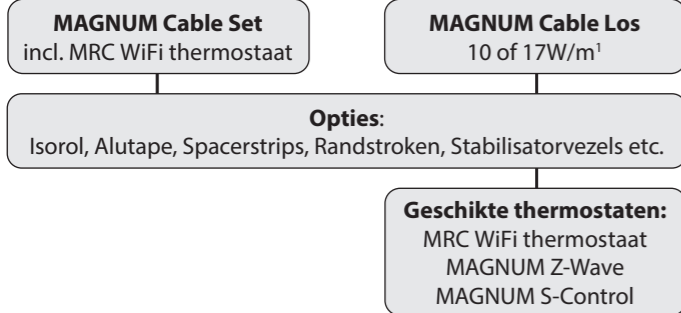 MAGNUM Cable Set
incl. MRC WiFi thermostaat
MAGNUM Cable Los
10 of 17W/m¹
Opties:
Isorol, Alutape, Spacerstrips, Randstroken, Stabilisatorvezels etc.
Geschikte thermostaten:
MRC WiFi thermostaat
MAGNUM Z-Wave
MAGNUM S-Control